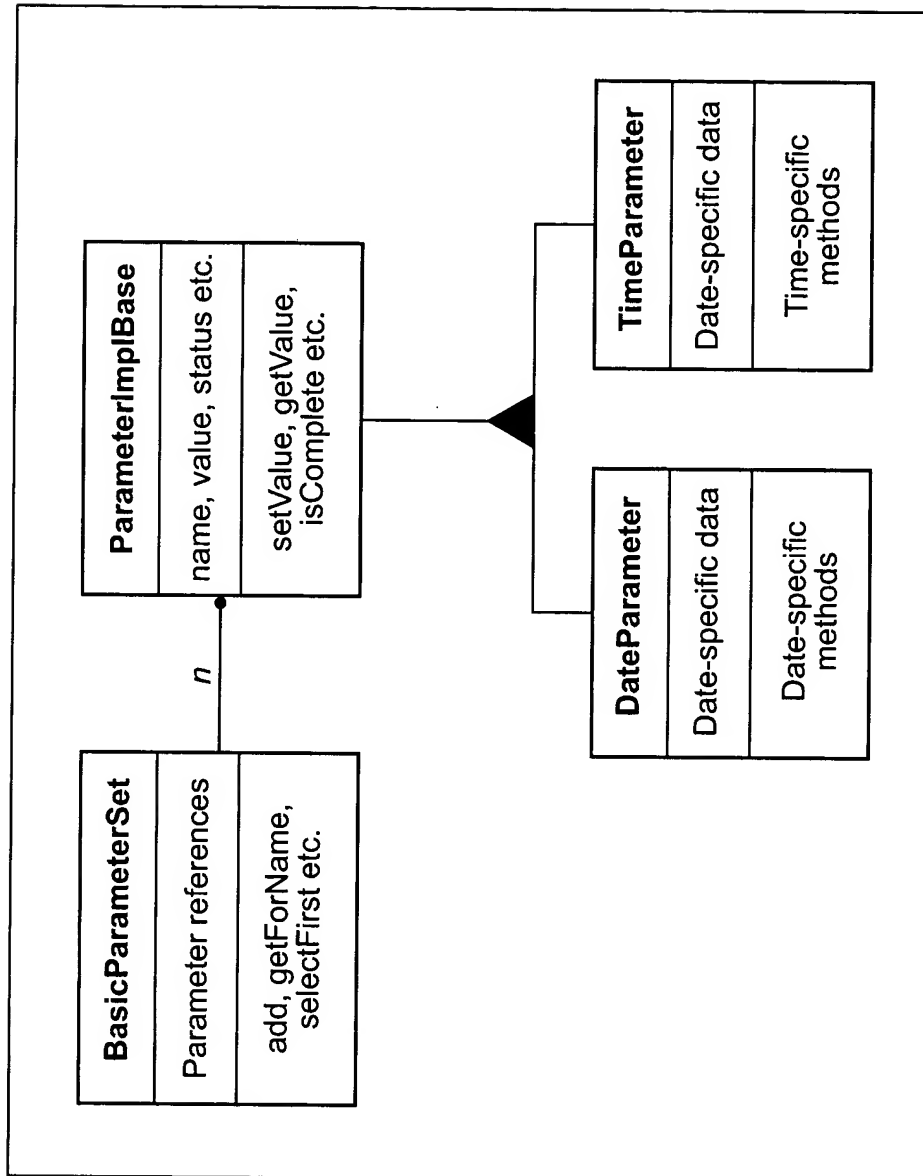 BasicParameterSet
Parameter references
add, getForName,
selectFirst etc.
n
ParameterImplBase
name, value, status etc.
setValue, getValue,
isComplete etc.
DateParameter
Date-specific data
Date-specific
methods
TimeParameter
Date-specific data
Time-specific
methods